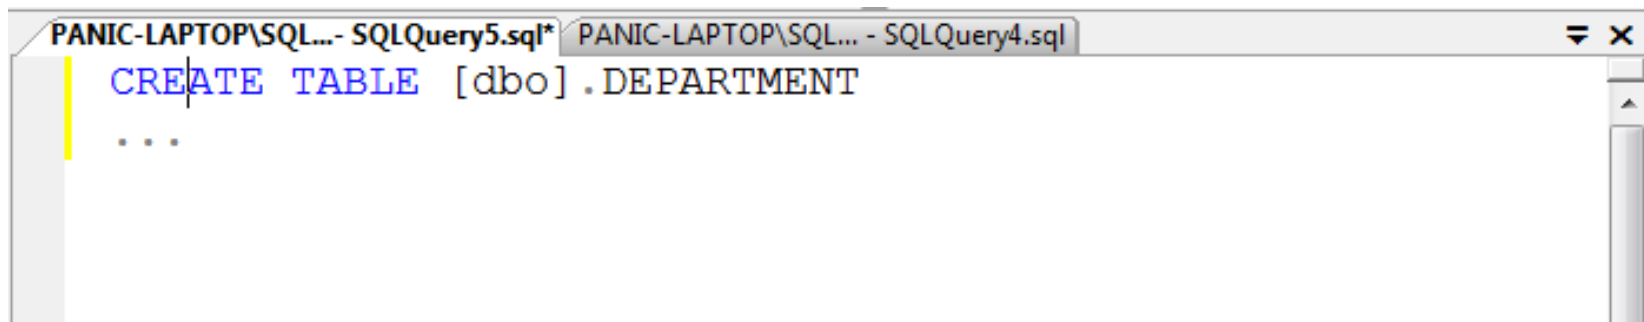 PANIC-LAPTOP\SQL...- SQLQuery5.sql* PANIC-LAPTOP\SQL... - SQLQuery4.sql
CREATE TABLE [dbo].DEPARTMENT
...